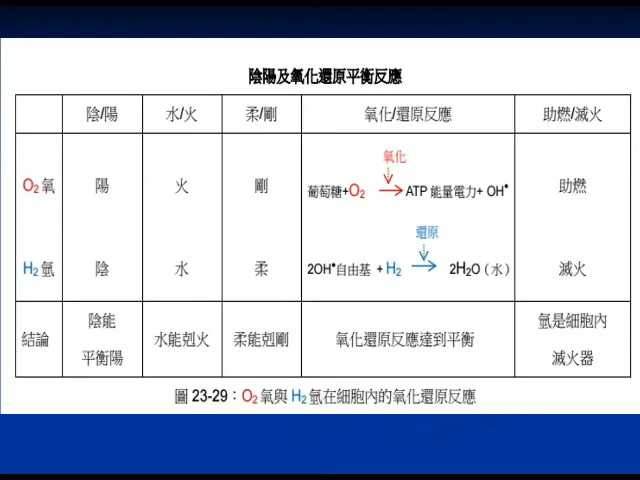 陰陽及氧化還原平衡反應
陰/陽 水/火 柔/剛 氧化/還原反應 助燃/滅火
氧化
O₂ 氧 陽 火 剛 葡萄糖+O₂ → ATP 能量電力+ OH• 助燃
還原
H₂ 氫 陰 水 柔 2OH•自由基 + H₂ → 2H₂O（水） 滅火
結論 陰能 平衡陽 水能剋火 柔能剋剛 氧化還原反應達到平衡 氫是細胞內 滅火器
圖 23-29：O₂ 氧與 H₂ 氫在細胞內的氧化還原反應